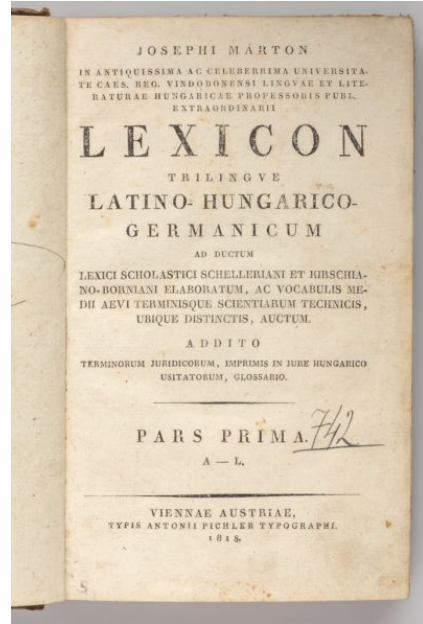 JOSEPHI MÁRTON
IN ANTIQUISSIMA AC CELEBERRIMA UNIVERSITA-
TE CAES. REG. VINDOBONENSI LINGVAE ET LITE-
RATURAE HUNGARICAE PROFESSORIS PUBL.
EXTRAORDINARII
LEXICON
TRILINGVE
LATINO-HUNGARICO-
GERMANICUM
AD DUCTUM
LEXICI SCHOLASTICI SCHELLERIANI ET KIRSCHIA-
NO-BORNIANI ELABORATUM, AC VOCABULIS ME-
DII AEVI TERMINISQUE SCIENTIARUM TECHNICIS,
UBIQUE DISTINCTIS, AUCTUM.
ADDITO
TERMINORUM JURIDICORUM, IMPRIMIS IN JURE HUNGARICO
USITATORUM, GLOSSARIO.
PARS PRIMA.
742
A — L.
VIENNAE AUSTRIAE,
TYPIS ANTONII PICHLER TYPOGRAPHI.
1818.
S